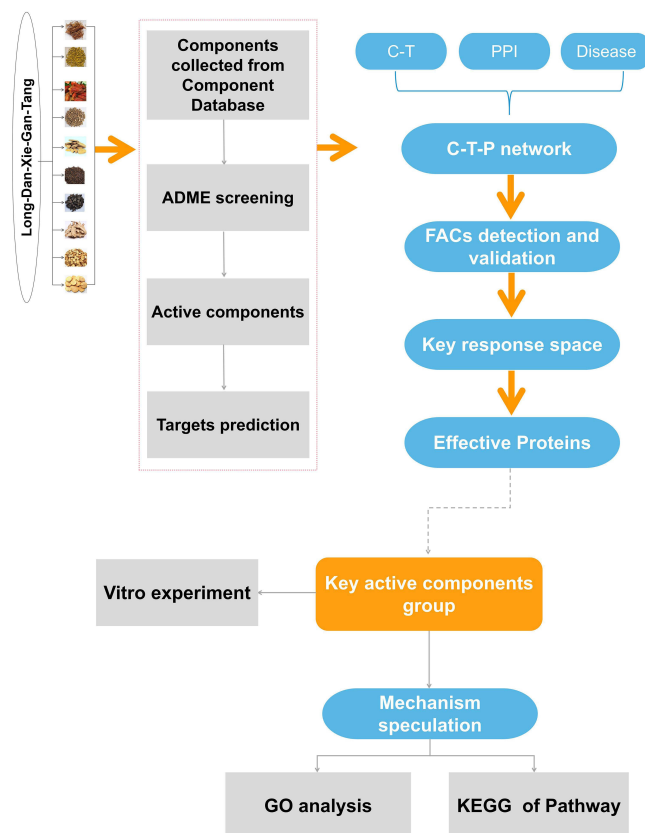 Long-Dan-Xie-Gan-Tang
Components
collected from
Component
Database
ADME screening
Active components
Targets prediction
C-T
PPI
Disease
C-T-P network
FACs detection and
validation
Key response space
Effective Proteins
Key active components
group
Vitro experiment
Mechanism
speculation
GO analysis
KEGG of Pathway